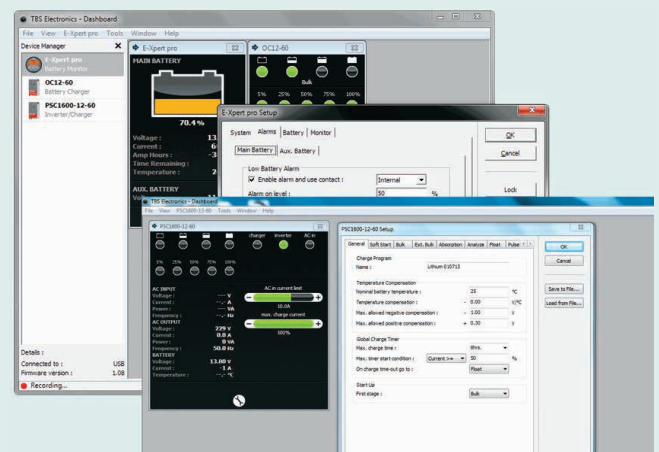 TBS Electronics - Dashboard
File View E-Xpert pro Tools Window Help
Device Manager
E-Xpert pro
Battery Monitor
OC12-60
Battery Charger
PSC1600-12-60
Inverter/Charger
Details :
Connected to : USB
Firmware version : 1.08
Recording...
E-Xpert pro
MAIN BATTERY
70.4%
Voltage : 13.
Current :
Amp Hours :
Time Remaining :
Temperature :
AUX. BATTERY
OC12-60
Bulk
5% 25% 50% 75% 100%
E-Xpert pro Setup
System Alarms Battery Monitor
Main Battery Aux. Battery
Low Battery Alarm
Enable alarm and use contact : Internal
Alarm on level : 50 %
OK
Cancel
Lock
TBS Electronics - Dashboard
File View PSC1600-12-60 Tools Window Help
PSC1600-12-60
charger inverter AC in
5% 25% 50% 75% 100%
AC INPUT
Voltage : ---- V
Current : --.- A
Power : ---- VA
Frequency : --.- Hz
AC OUTPUT
Voltage : 229 V
Current : 0.0 A
Power : 0 VA
Frequency : 50.0 Hz
BATTERY
Voltage : 13.00 V
Current : -1 A
Temperature : --.- °C
AC in current limit
10.0A
max. charge current
100%
PSC1600-12-60 Setup
General Soft Start Bulk Ext. Bulk Absorption Analyze Float Pulse
Charge Program
Name : Lithium 010713
Temperature Compensation
Nominal battery temperature : 25 °C
Temperature compensation : - 0.00 V/°C
Max. allowed negative compensation : - 1.00 V
Max. allowed positive compensation : + 0.30 V
Global Charge Timer
Max. charge time : 8hrs.
Max. timer start condition : Current >= 50 %
On charge time-out go to : Float
Start Up
First stage : Bulk
OK
Cancel
Save to File...
Load from File...